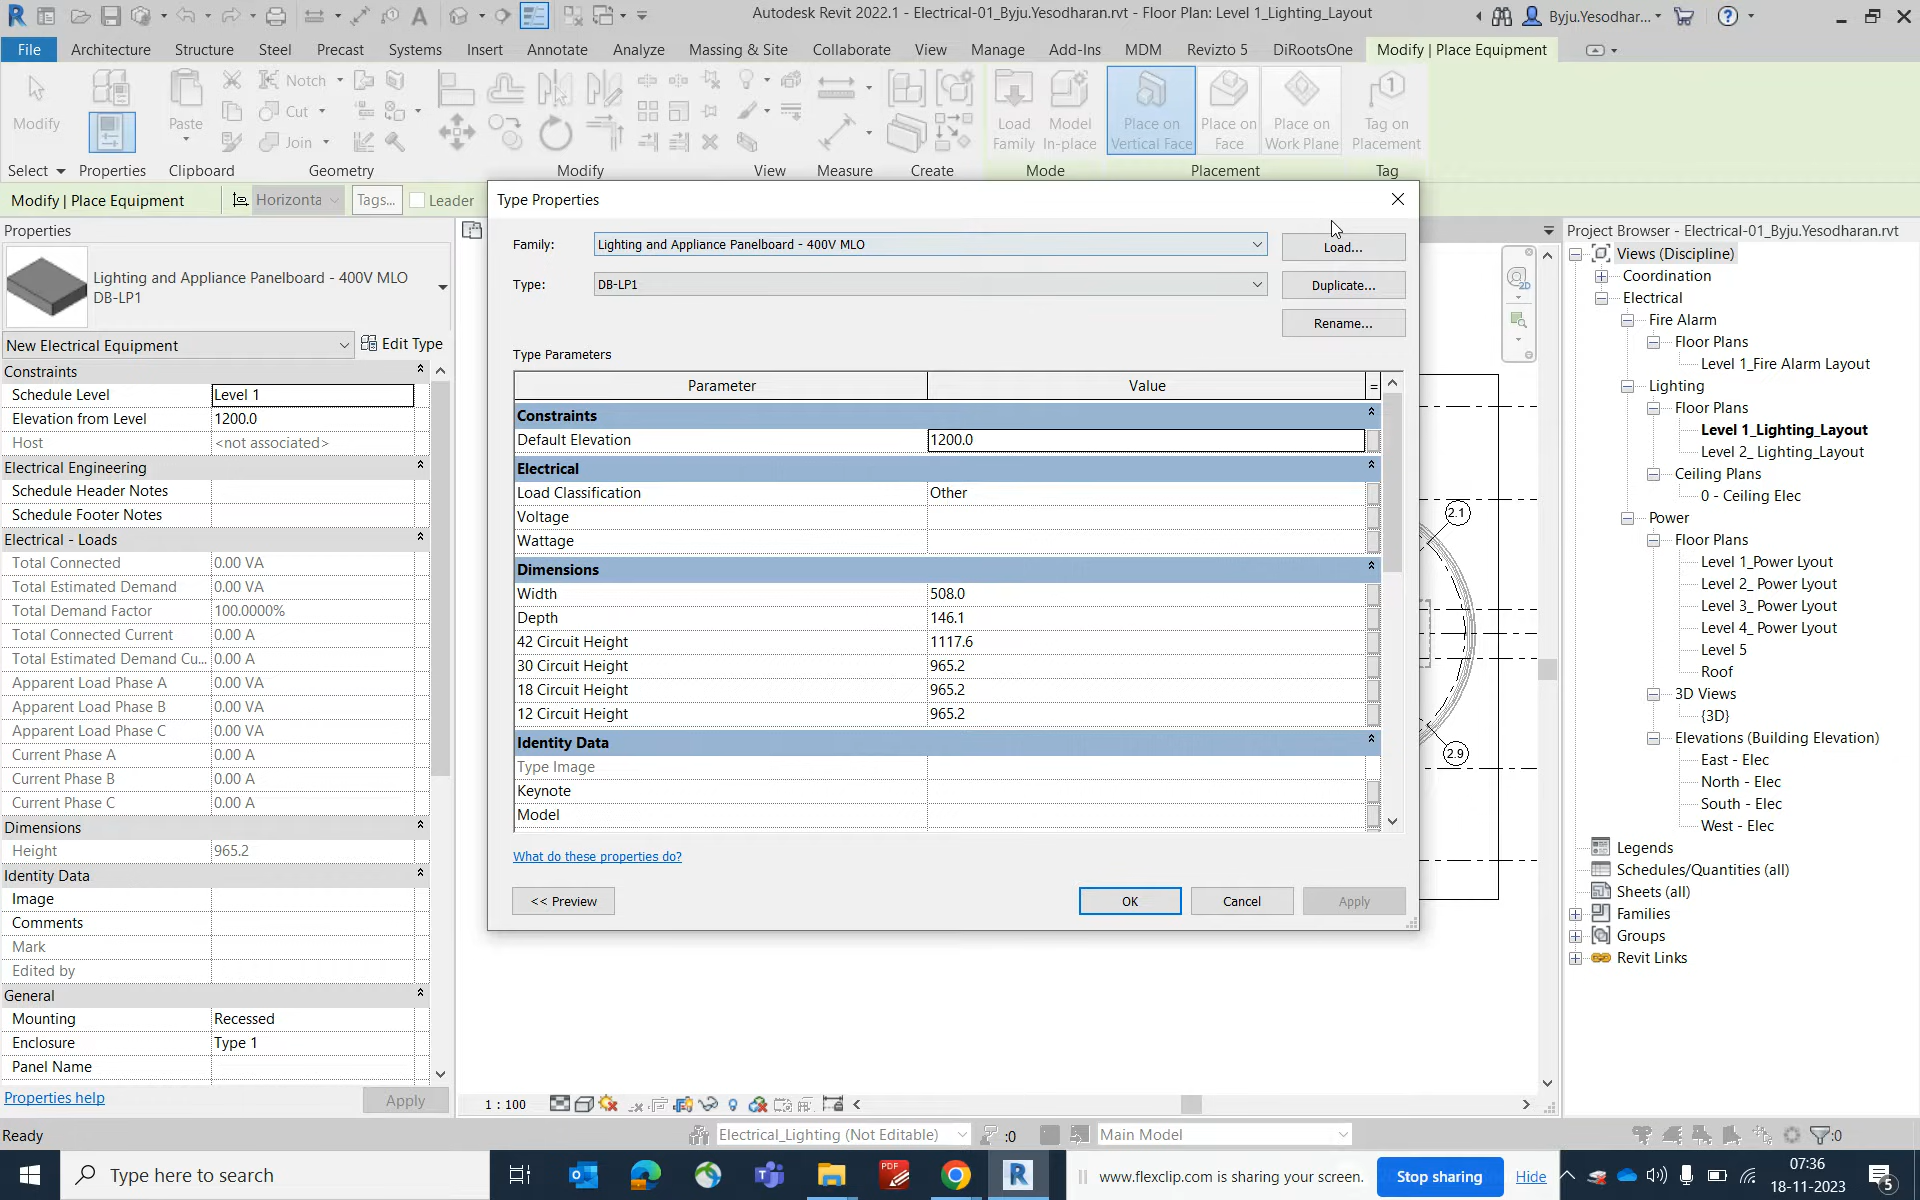 Autodesk Revit 2022.1 - Electrical-01_Byju.Yesodharan.rvt - Floor Plan: Level 1_Lighting_Layout
Byju.Yesodhar...
File Architecture Structure Steel Precast Systems Insert Annotate Analyze Massing & Site Collaborate View Manage Add-Ins MDM Revizto 5 DiRootsOne Modify | Place Equipment
Modify
Paste
Notch
Cut
Join
Load Family
Model In-place
Place on Vertical Face
Place on Face
Place on Work Plane
Tag on Placement
Select Properties Clipboard Geometry Modify View Measure Create Mode Placement Tag
Modify | Place Equipment Horizonta Tags... Leader
Properties
Lighting and Appliance Panelboard - 400V MLO
DB-LP1
New Electrical Equipment Edit Type
Constraints
Schedule Level Level 1
Elevation from Level 1200.0
Host <not associated>
Electrical Engineering
Schedule Header Notes
Schedule Footer Notes
Electrical - Loads
Total Connected 0.00 VA
Total Estimated Demand 0.00 VA
Total Demand Factor 100.0000%
Total Connected Current 0.00 A
Total Estimated Demand Cu... 0.00 A
Apparent Load Phase A 0.00 VA
Apparent Load Phase B 0.00 VA
Apparent Load Phase C 0.00 VA
Current Phase A 0.00 A
Current Phase B 0.00 A
Current Phase C 0.00 A
Dimensions
Height 965.2
Identity Data
Image
Comments
Mark
Edited by
General
Mounting Recessed
Enclosure Type 1
Panel Name
Properties help Apply
Type Properties
Family: Lighting and Appliance Panelboard - 400V MLO Load...
Type: DB-LP1 Duplicate...
Rename...
Type Parameters
Parameter Value =
Constraints
Default Elevation 1200.0
Electrical
Load Classification Other
Voltage
Wattage
Dimensions
Width 508.0
Depth 146.1
42 Circuit Height 1117.6
30 Circuit Height 965.2
18 Circuit Height 965.2
12 Circuit Height 965.2
Identity Data
Type Image
Keynote
Model
What do these properties do?
<< Preview OK Cancel Apply
2D
2.1
2.9
Project Browser - Electrical-01_Byju.Yesodharan.rvt
Views (Discipline)
Coordination
Electrical
Fire Alarm
Floor Plans
Level 1_Fire Alarm Layout
Lighting
Floor Plans
Level 1_Lighting_Layout
Level 2_ Lighting_Layout
Ceiling Plans
0 - Ceiling Elec
Power
Floor Plans
Level 1_Power Lyout
Level 2_ Power Lyout
Level 3_ Power Lyout
Level 4_ Power Lyout
Level 5
Roof
3D Views
{3D}
Elevations (Building Elevation)
East - Elec
North - Elec
South - Elec
West - Elec
Legends
Schedules/Quantities (all)
Sheets (all)
Families
Groups
Revit Links
1 : 100
Ready Electrical_Lighting (Not Editable) :0 Main Model :0
Type here to search
PDF
www.flexclip.com is sharing your screen. Stop sharing Hide
07:36
18-11-2023
5